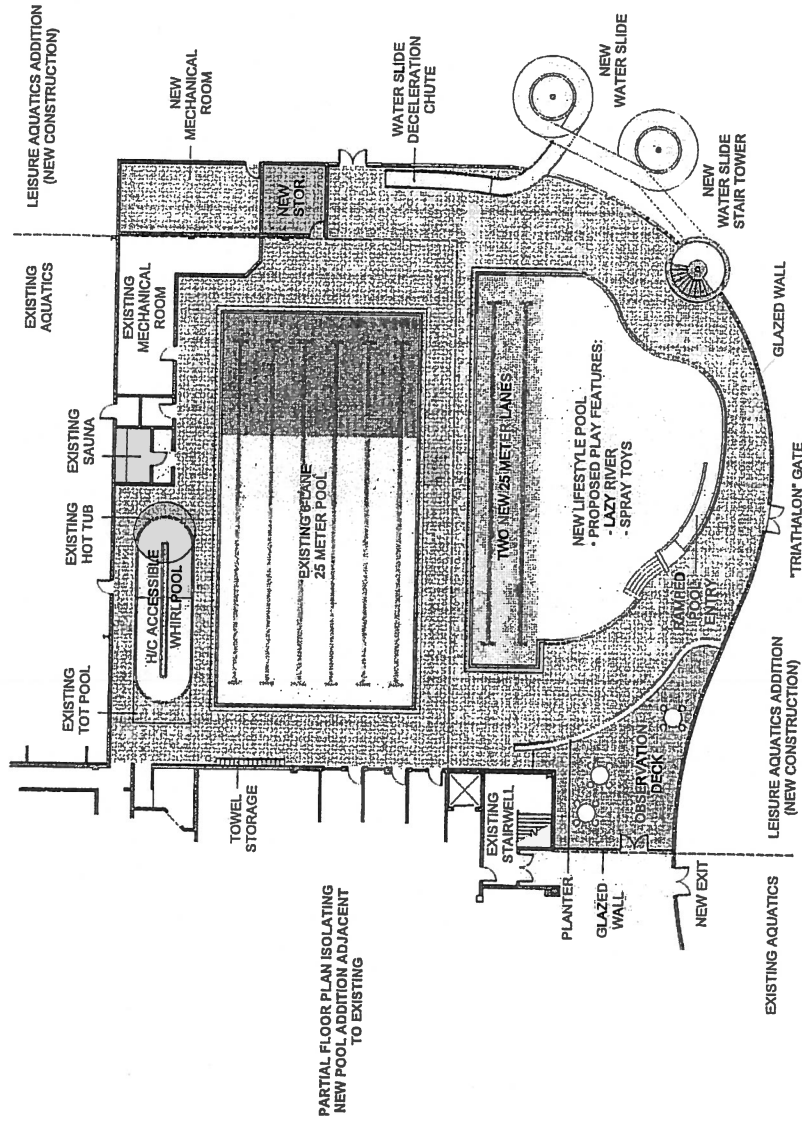 EXISTING
AQUATICS
LEISURE AQUATICS ADDITION
(NEW CONSTRUCTION)
EXISTING
TOT POOL
EXISTING
HOT TUB
EXISTING
SAUNA
EXISTING
MECHANICAL
ROOM
NEW
MECHANICAL
ROOM
H/C ACCESSIBLE
WHIRLPOOL
NEW
STOR.
TOWEL
STORAGE
EXISTING 6 LANE
25 METER POOL
WATER SLIDE
DECELERATION
CHUTE
PARTIAL FLOOR PLAN ISOLATING
NEW POOL ADDITION ADJACENT
TO EXISTING
TWO NEW 25 METER LANES
EXISTING
STAIRWELL
NEW LIFESTYLE POOL
* PROPOSED PLAY FEATURES:
- LAZY RIVER
- SPRAY TOYS
NEW
WATER SLIDE
PLANTER
GLAZED
WALL
OBSERVATION
DECK
RAMPED
POOL
ENTRY
NEW
WATER SLIDE
STAIR TOWER
NEW EXIT
GLAZED WALL
EXISTING AQUATICS
LEISURE AQUATICS ADDITION
(NEW CONSTRUCTION)
"TRIATHALON" GATE